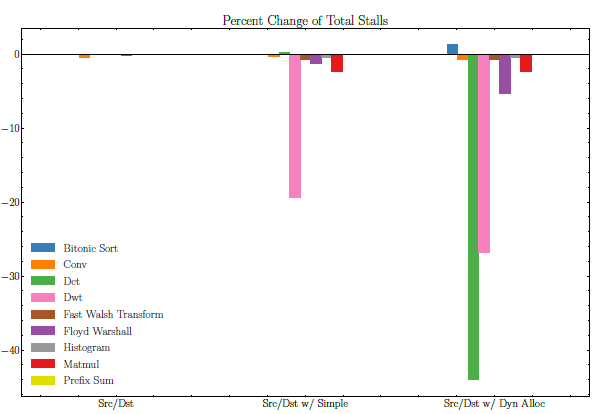 Percent Change of Total Stalls
0
−10
−20
−30
−40
Bitonic Sort
Conv
Dct
Dwt
Fast Walsh Transform
Floyd Warshall
Histogram
Matmul
Prefix Sum
Src/Dst
Src/Dst w/ Simple
Src/Dst w/ Dyn Alloc